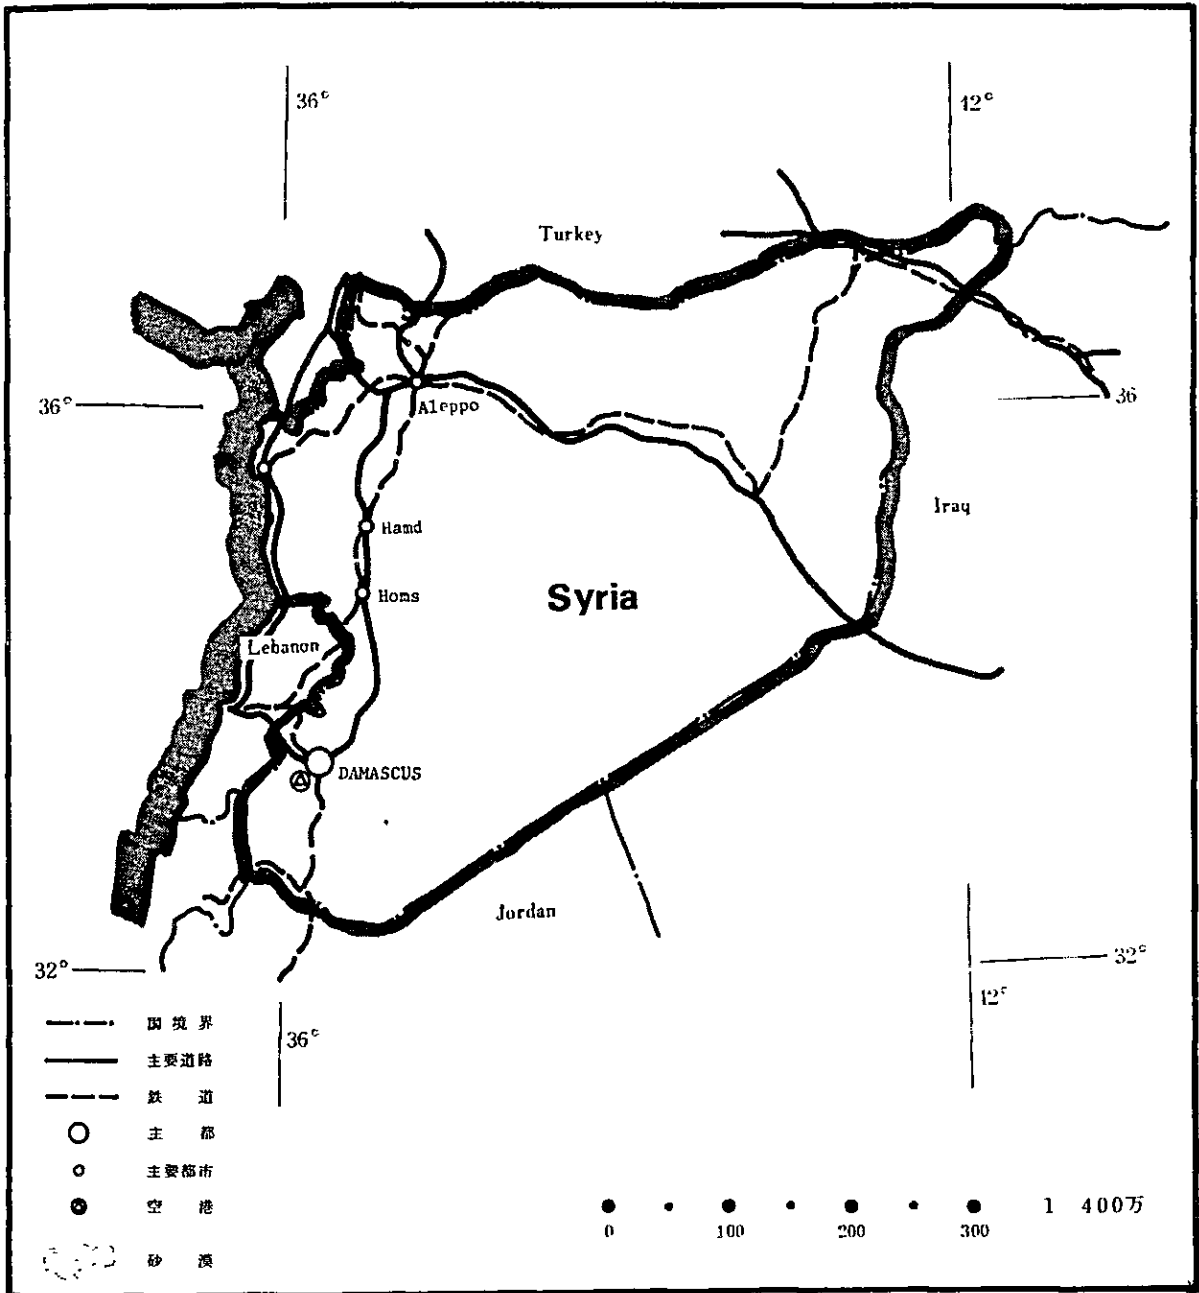 36°
42°
Turkey
36°
Aleppo
36
Iraq
Hamd
Syria
Homs
Lebanon
DAMASCUS
Jordan
32°
32°
42°
36°
国境界
主要道路
鉄道
主都
主要都市
空港
砂漠
0 100 200 300
1 400万